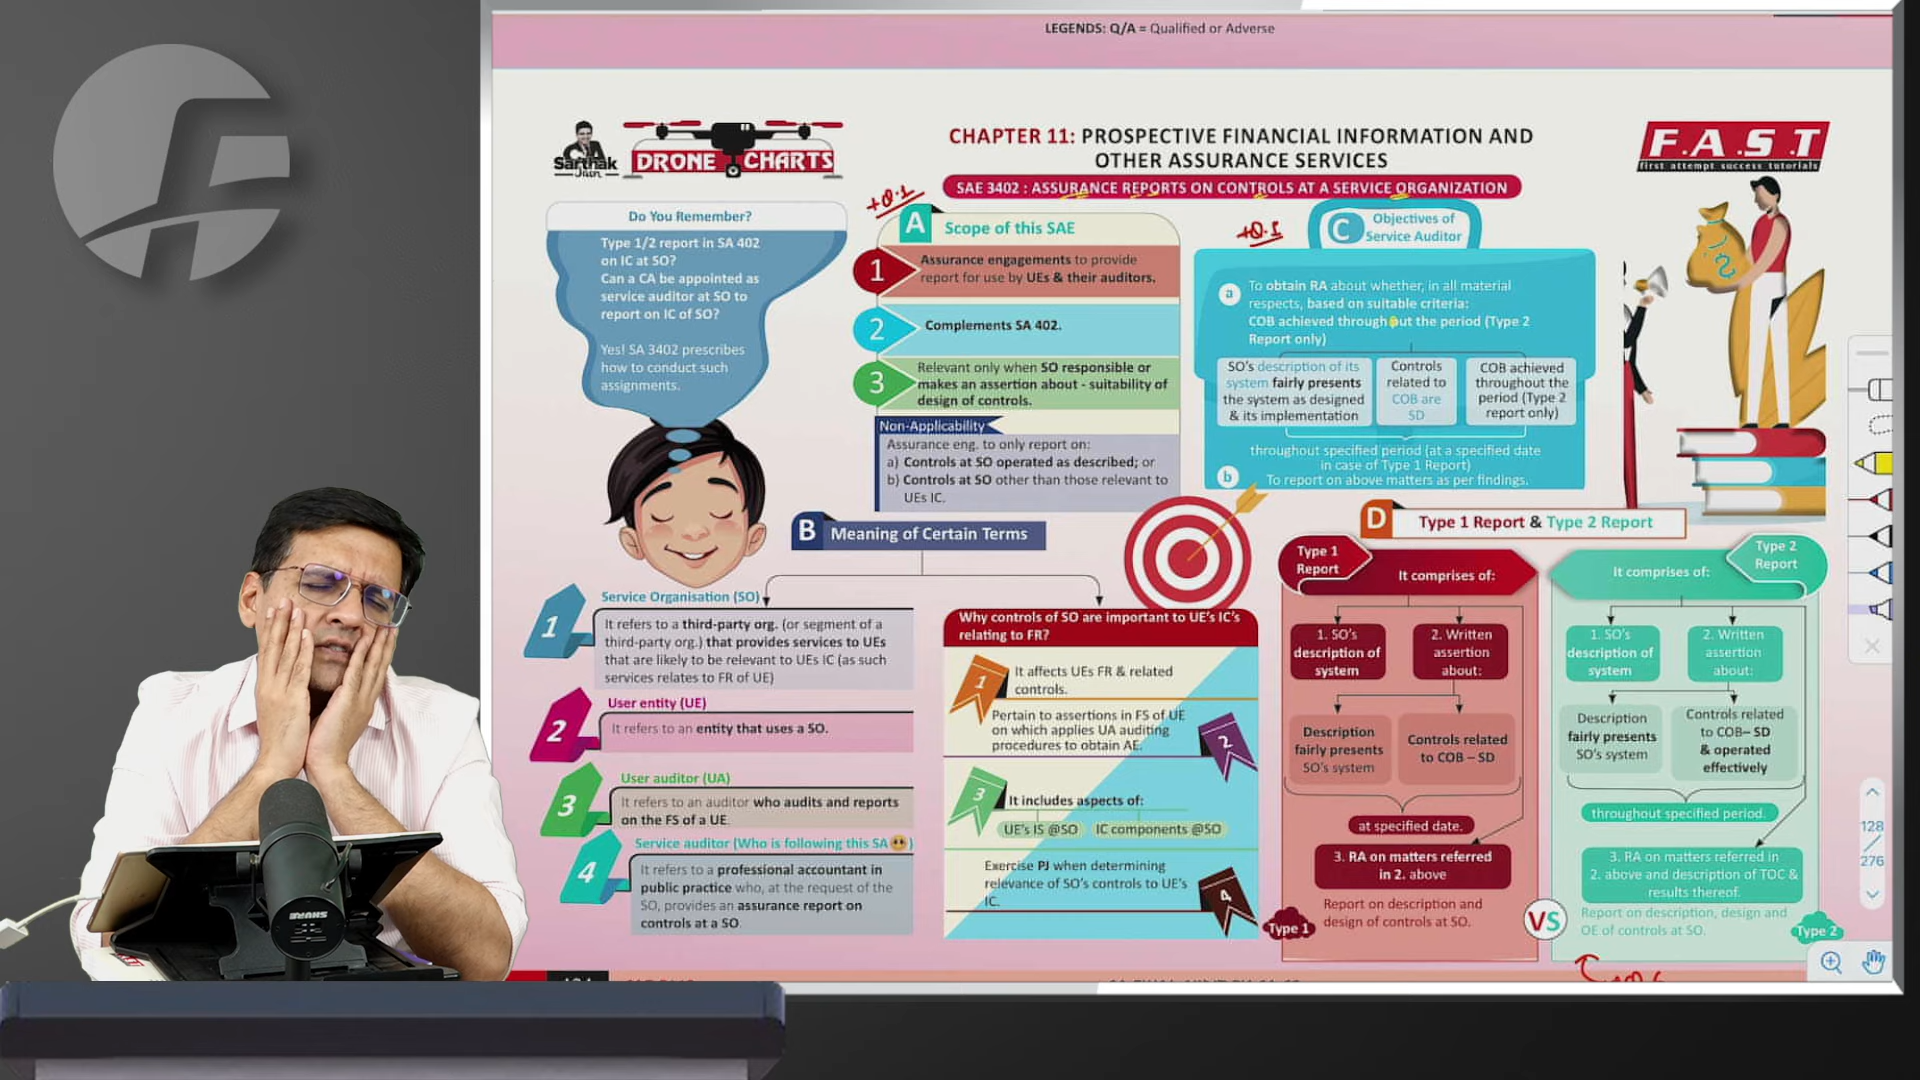 LEGENDS: Q/A = Qualified or Adverse
Sarthak
Jain
DRONE CHARTS
CHAPTER 11: PROSPECTIVE FINANCIAL INFORMATION AND
OTHER ASSURANCE SERVICES
SAE 3402 : ASSURANCE REPORTS ON CONTROLS AT A SERVICE ORGANIZATION
F.A.S.T
first attempt success tutorials
Do You Remember?
Type 1/2 report in SA 402
on IC at SO?
Can a CA be appointed as
service auditor at SO to
report on IC of SO?
Yes! SA 3402 prescribes
how to conduct such
assignments.
+Q.1
A
Scope of this SAE
1
Assurance engagements to provide
report for use by UEs & their auditors.
2
Complements SA 402.
3
Relevant only when SO responsible or
makes an assertion about - suitability of
design of controls.
Non-Applicability
Assurance eng. to only report on:
a) Controls at SO operated as described; or
b) Controls at SO other than those relevant to
UEs IC.
+Q.1
C
Objectives of
Service Auditor
a
To obtain RA about whether, in all material
respects, based on suitable criteria:
COB achieved throughout the period (Type 2
Report only)
SO's description of its
system fairly presents
the system as designed
& its implementation
Controls
related to
COB are
SD
COB achieved
throughout the
period (Type 2
report only)
throughout specified period (at a specified date
in case of Type 1 Report)
b
To report on above matters as per findings.
B
Meaning of Certain Terms
1
Service Organisation (SO)
It refers to a third-party org. (or segment of a
third-party org.) that provides services to UEs
that are likely to be relevant to UEs IC (as such
services relates to FR of UE)
2
User entity (UE)
It refers to an entity that uses a SO.
3
User auditor (UA)
It refers to an auditor who audits and reports
on the FS of a UE.
4
Service auditor (Who is following this SA )
It refers to a professional accountant in
public practice who, at the request of the
SO, provides an assurance report on
controls at a SO.
Why controls of SO are important to UE's IC's
relating to FR?
1
It affects UEs FR & related
controls.
Pertain to assertions in FS of UE
on which applies UA auditing
procedures to obtain AE.
2
3
It includes aspects of:
UE's IS @SO
IC components @SO
Exercise PJ when determining
relevance of SO's controls to UE's
IC.
4
D
Type 1 Report & Type 2 Report
Type 1
Report
It comprises of:
1. SO's
description of
system
2. Written
assertion
about:
Description
fairly presents
SO's system
Controls related
to COB – SD
at specified date.
3. RA on matters referred
in 2. above
Report on description and
design of controls at SO.
Type 1
VS
Type 2
Report
It comprises of:
1. SO's
description of
system
2. Written
assertion
about:
Description
fairly presents
SO's system
Controls related
to COB– SD
& operated
effectively
throughout specified period.
3. RA on matters referred in
2. above and description of TOC &
results thereof.
Report on description, design and
OE of controls at SO.
Type 2
128
276
SHURE